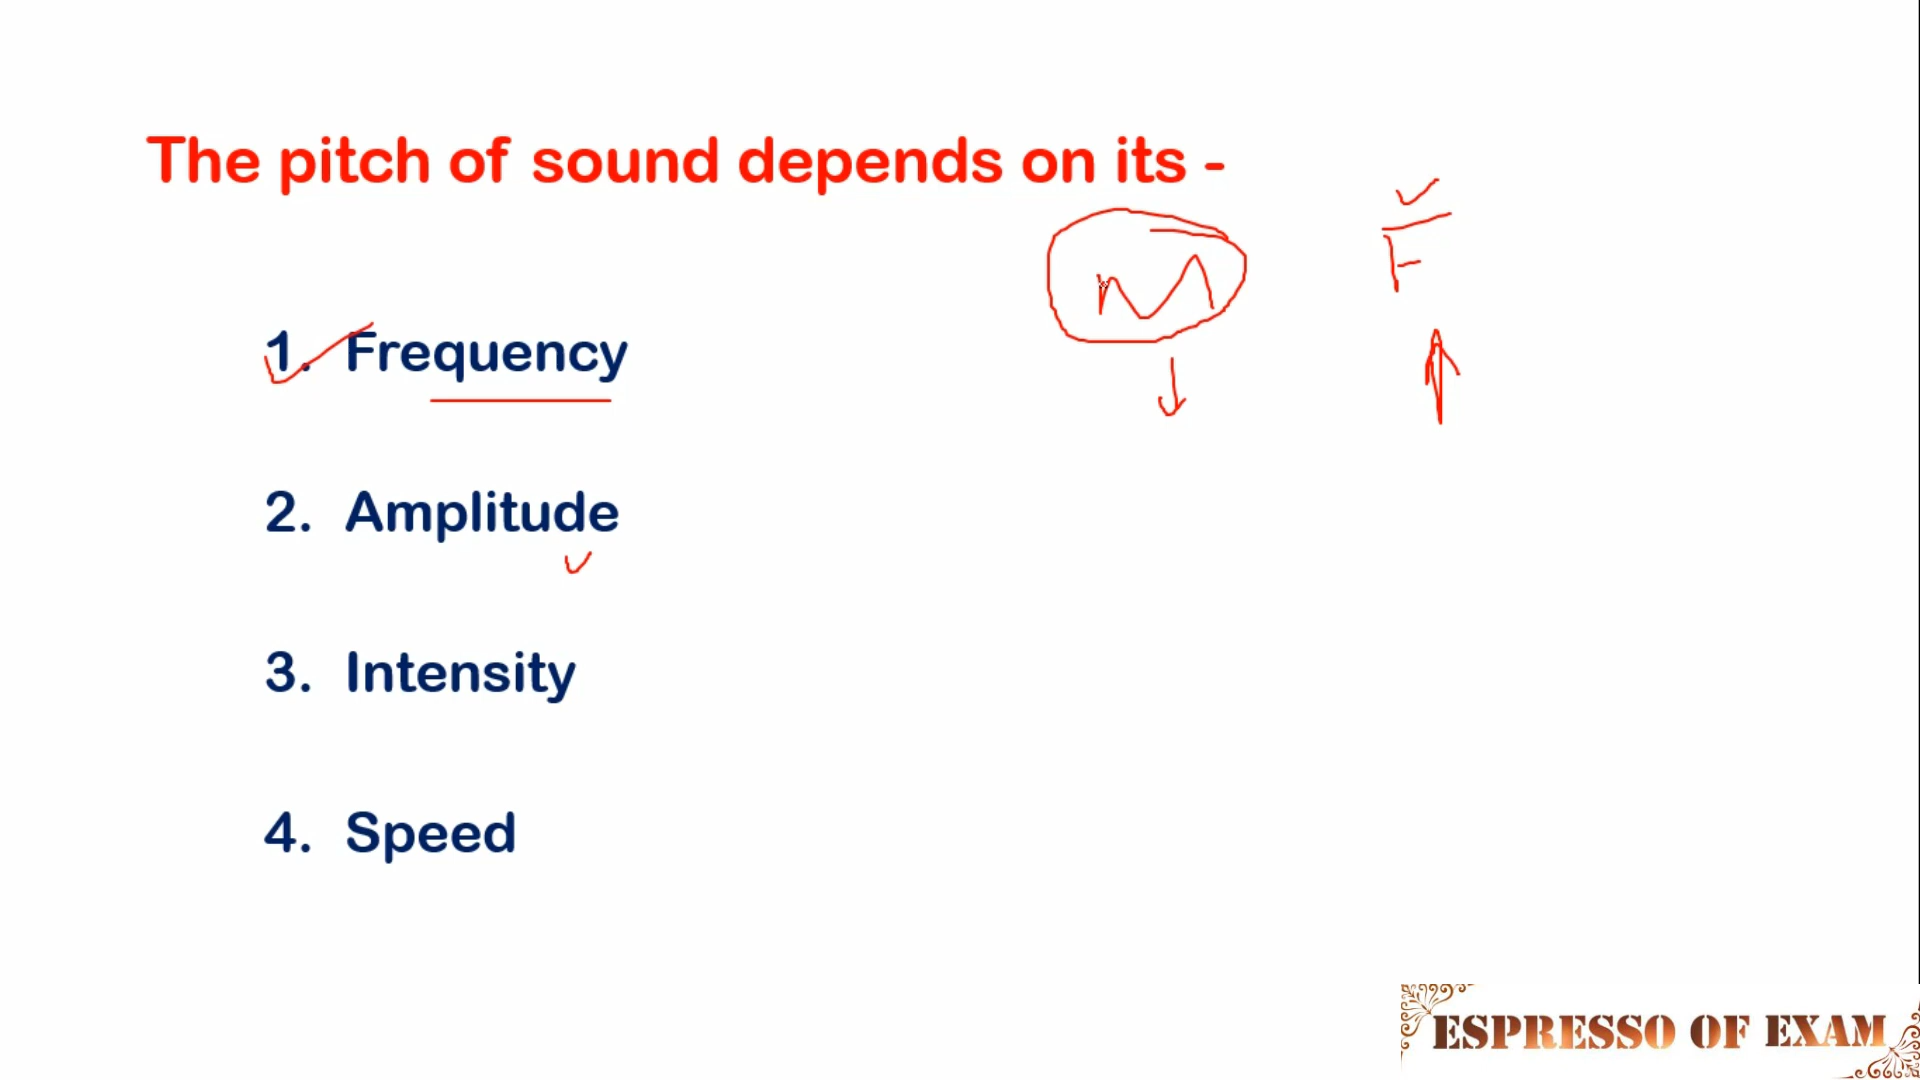 The pitch of sound depends on its -
M
F
1. Frequency
2. Amplitude
3. Intensity
4. Speed
ESPRESSO OF EXAM